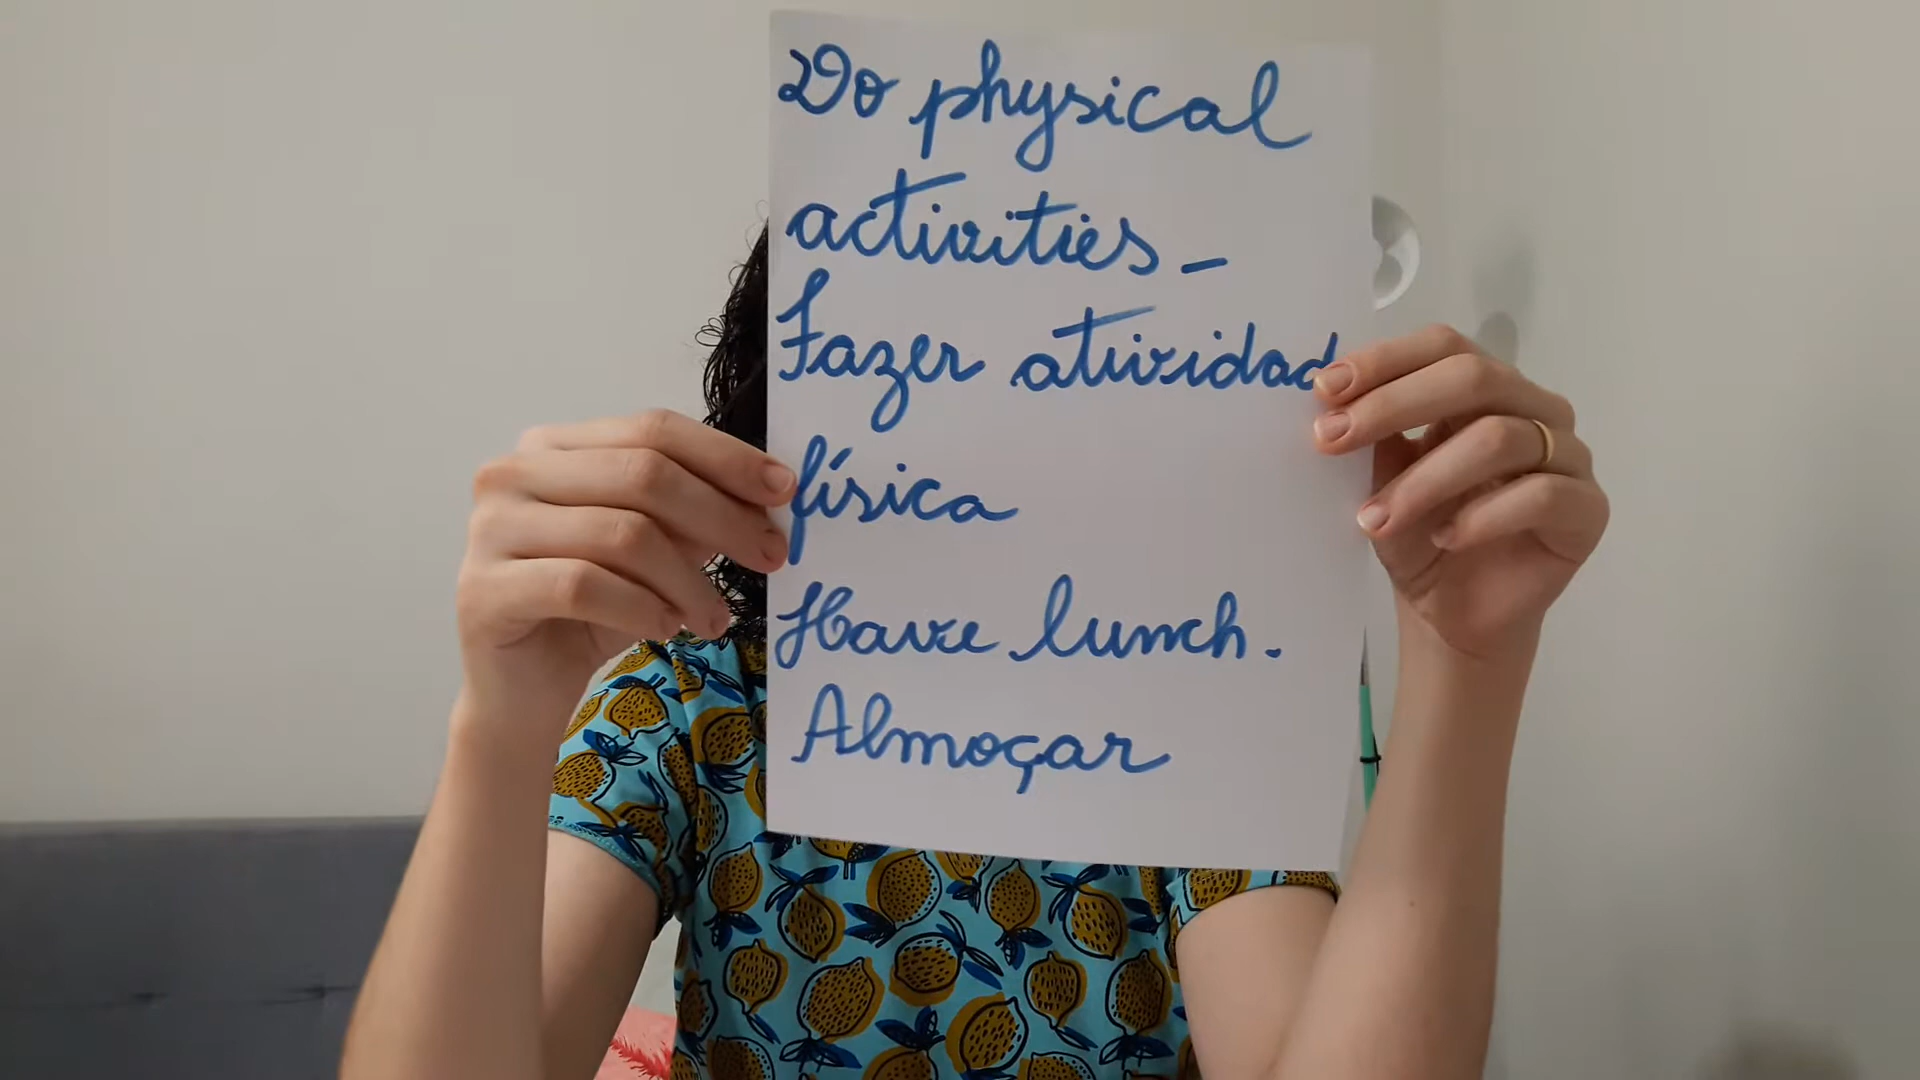 Do physical
activities -
Fazer atividad
física
Have lunch.
Almoçar